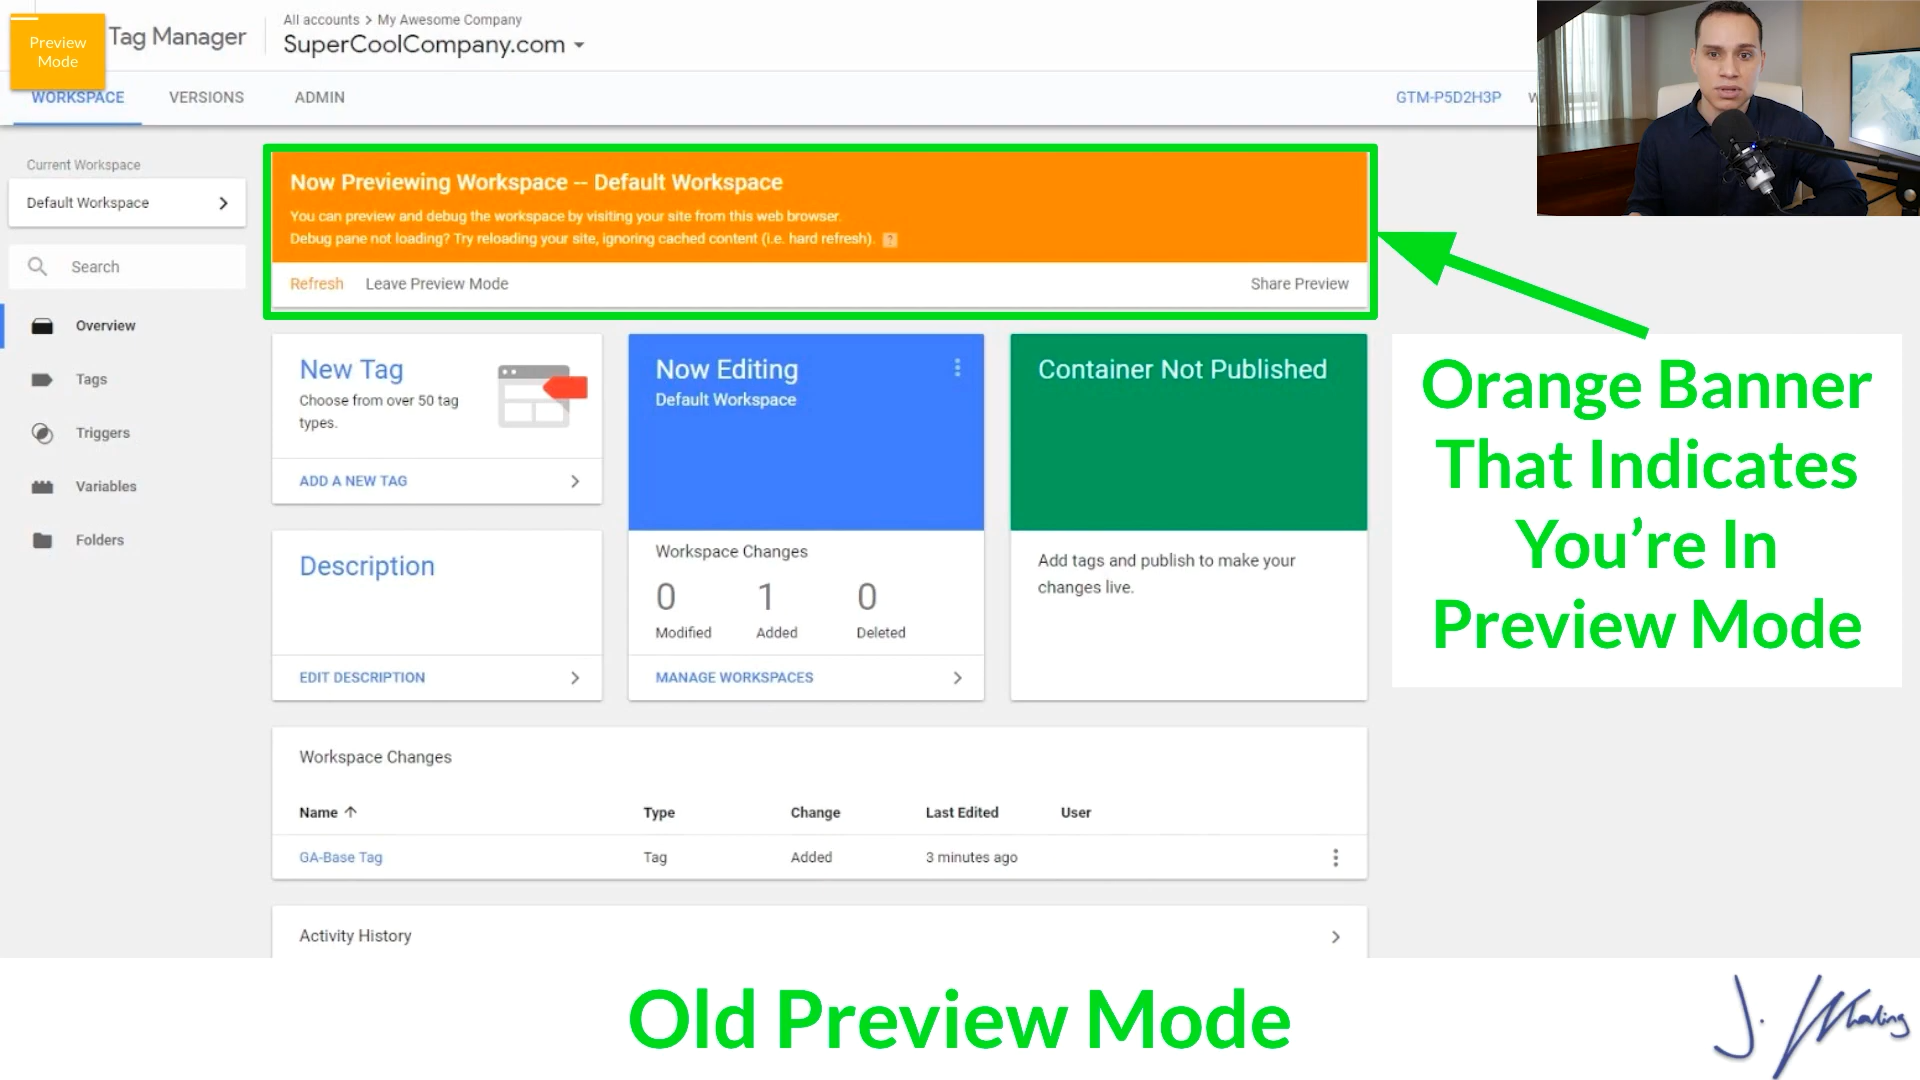 Preview
Mode
Tag Manager
All accounts > My Awesome Company
SuperCoolCompany.com
WORKSPACE VERSIONS ADMIN GTM-P5D2H3P
Current Workspace
Default Workspace
Search
Overview
Tags
Triggers
Variables
Folders
Now Previewing Workspace -- Default Workspace
You can preview and debug the workspace by visiting your site from this web browser.
Debug pane not loading? Try reloading your site, ignoring cached content (i.e. hard refresh). ?
Refresh Leave Preview Mode Share Preview
New Tag
Choose from over 50 tag
types.
ADD A NEW TAG
Now Editing
Default Workspace
Container Not Published
Description
EDIT DESCRIPTION
Workspace Changes
0 1 0
Modified Added Deleted
MANAGE WORKSPACES
Add tags and publish to make your
changes live.
Orange Banner
That Indicates
You’re In
Preview Mode
Workspace Changes
Name Type Change Last Edited User
GA-Base Tag Tag Added 3 minutes ago
Activity History
Old Preview Mode